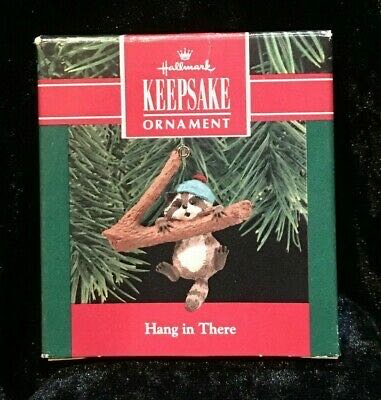 Hallmark
KEEPSAKE
ORNAMENT
Hang in There